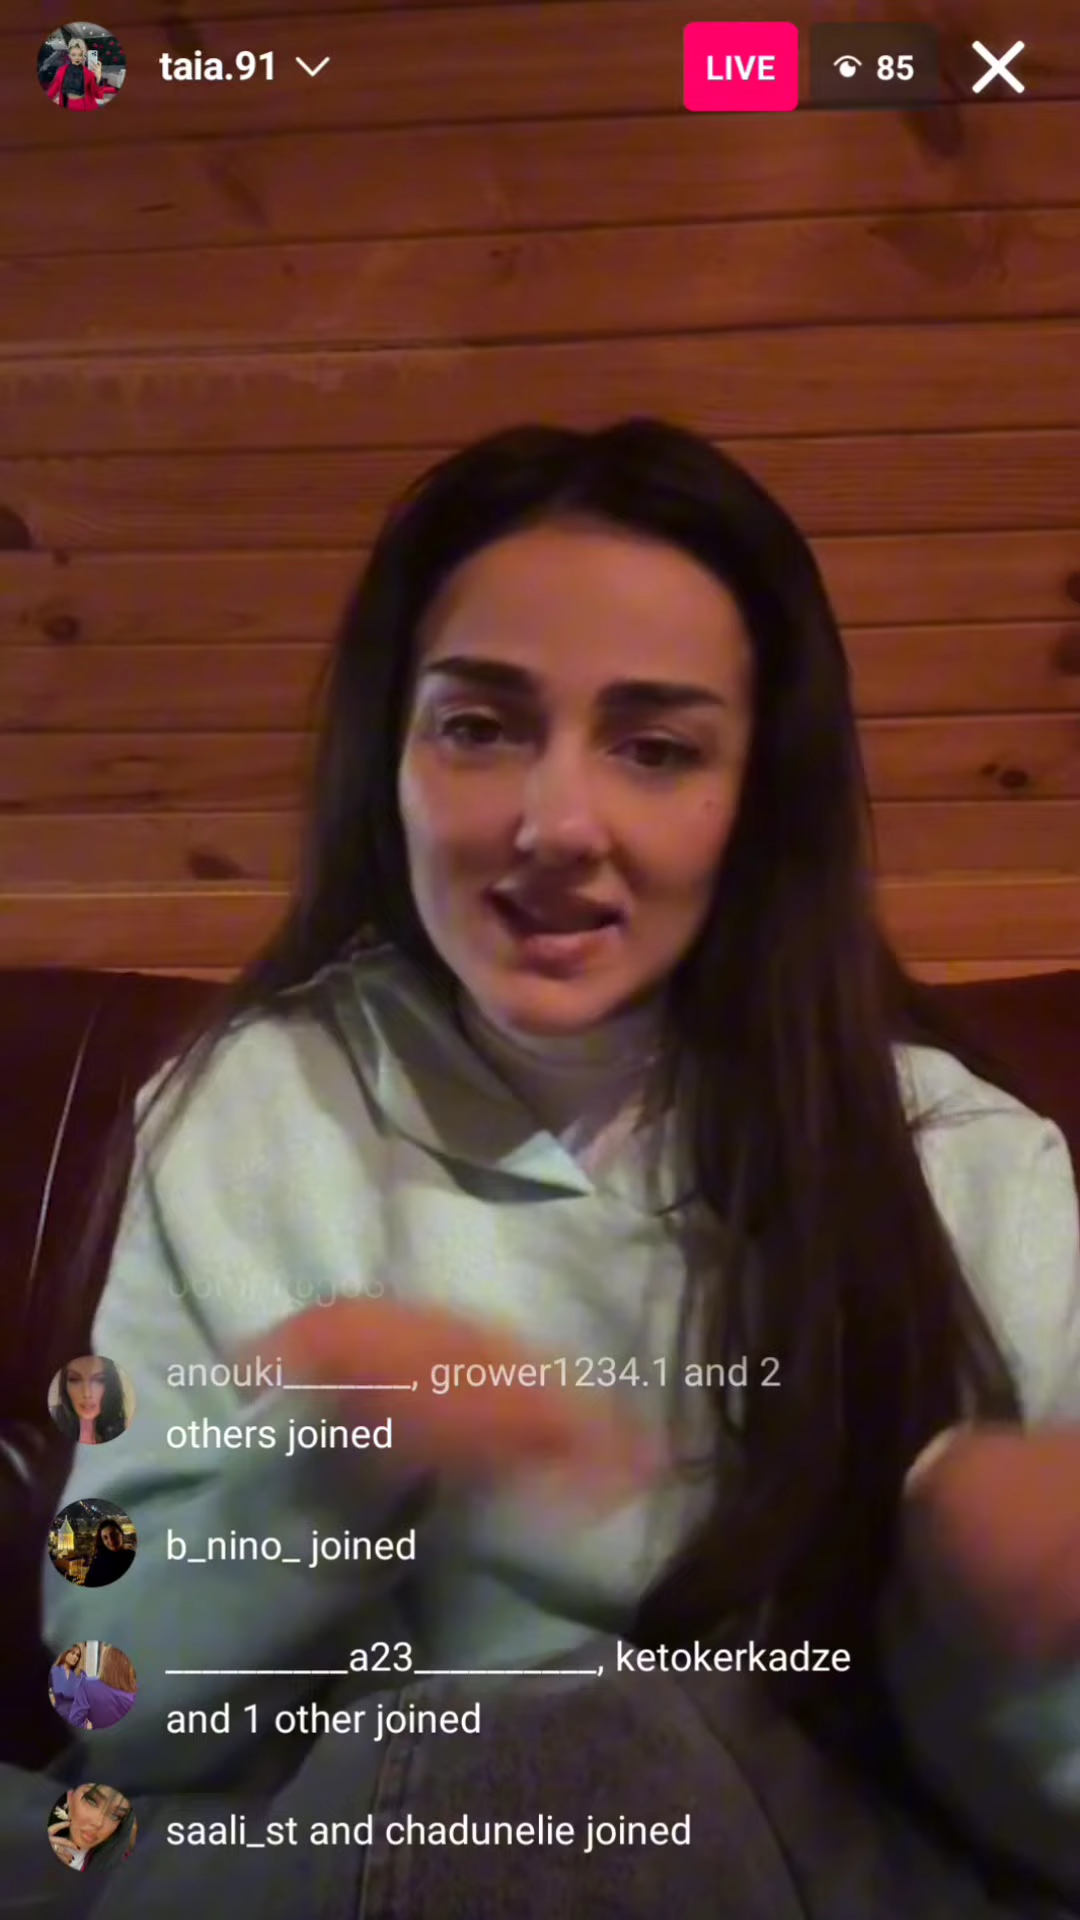 taia.91
LIVE
85
anouki_______, grower1234.1 and 2
others joined
b_nino_ joined
__________a23__________, ketokerkadze
and 1 other joined
saali_st and chadunelie joined